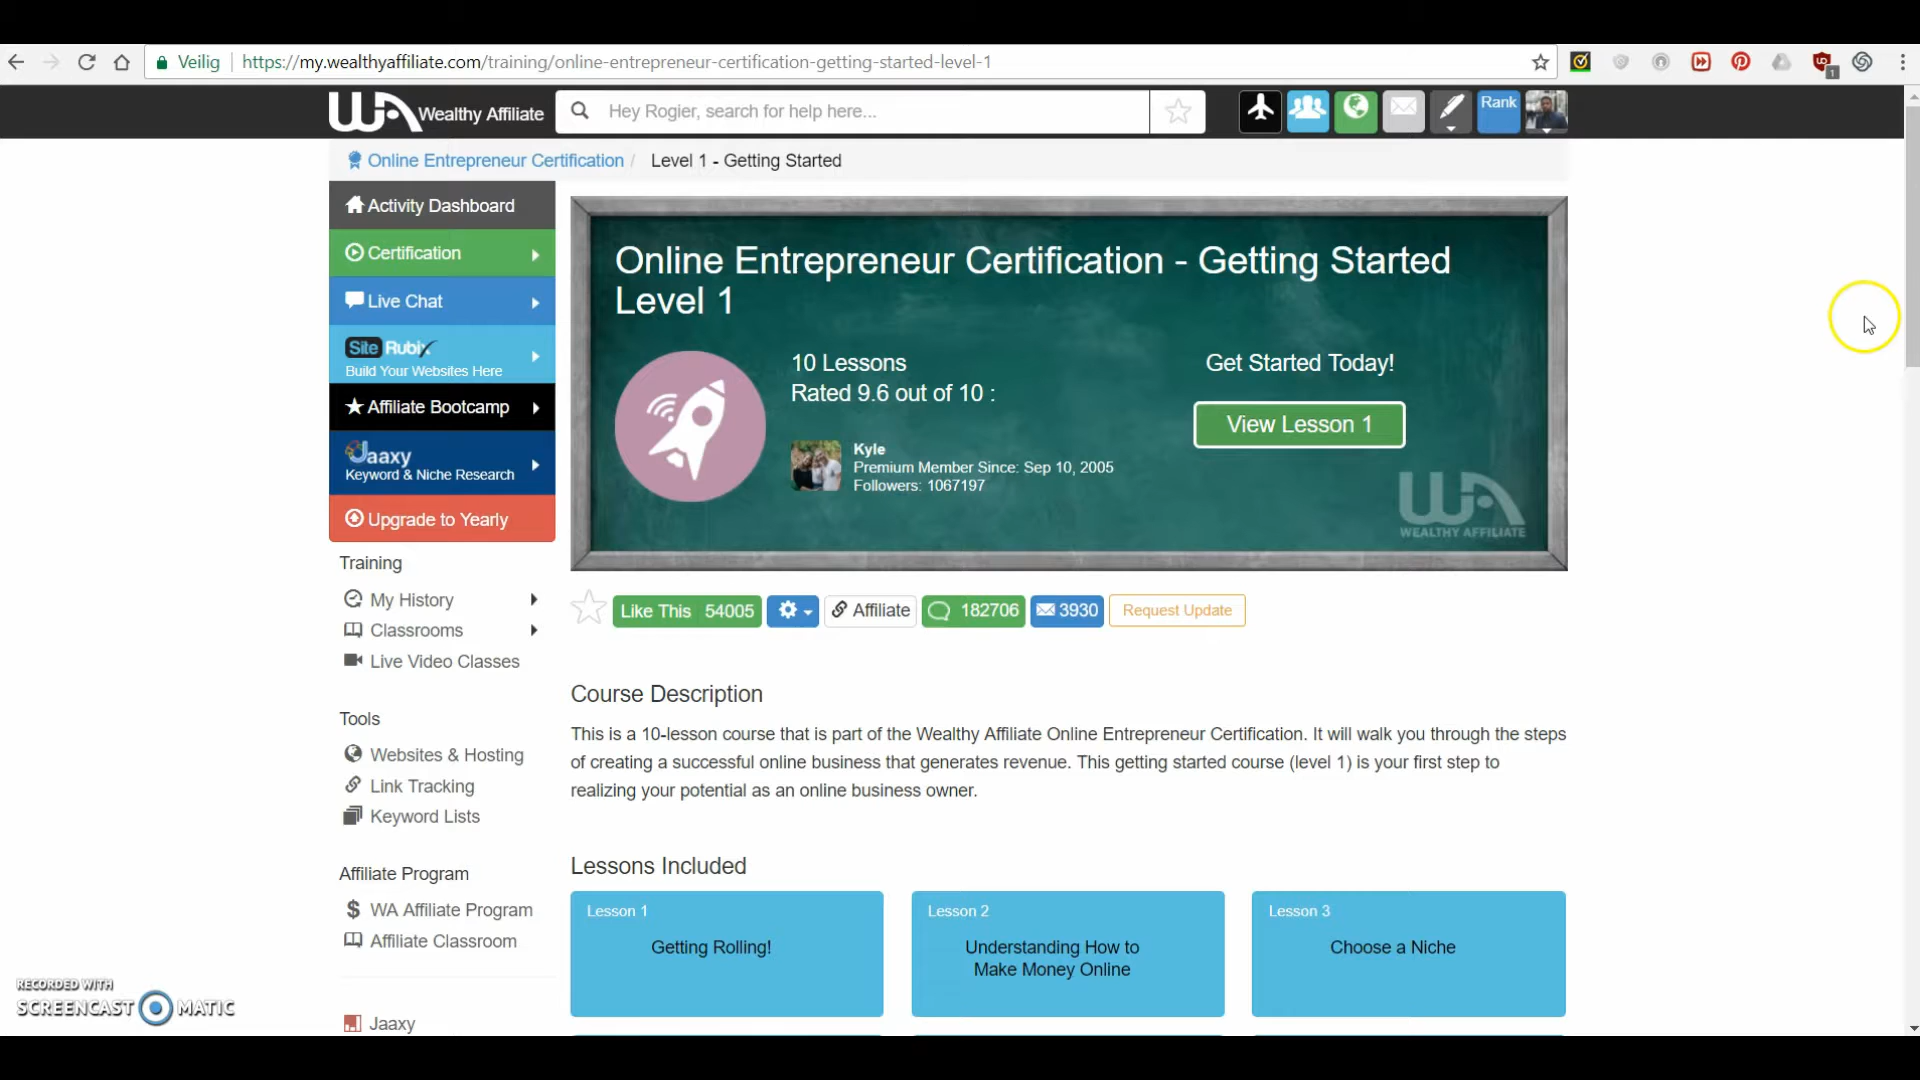 Veilig https://my.wealthyaffiliate.com/training/online-entrepreneur-certification-getting-started-level-1
WA Wealthy Affiliate Hey Rogier, search for help here... Rank
Online Entrepreneur Certification / Level 1 - Getting Started
Activity Dashboard
Certification
Live Chat
Site Rubix
Build Your Websites Here
Affiliate Bootcamp
Jaaxy
Keyword & Niche Research
Upgrade to Yearly
Training
My History
Classrooms
Live Video Classes
Tools
Websites & Hosting
Link Tracking
Keyword Lists
Affiliate Program
WA Affiliate Program
Affiliate Classroom
Jaaxy
Online Entrepreneur Certification - Getting Started
Level 1
10 Lessons
Rated 9.6 out of 10 :
Kyle
Premium Member Since: Sep 10, 2005
Followers: 1067197
Get Started Today!
View Lesson 1
WA
WEALTHY AFFILIATE
Like This 54005 Affiliate 182706 3930 Request Update
Course Description
This is a 10-lesson course that is part of the Wealthy Affiliate Online Entrepreneur Certification. It will walk you through the steps
of creating a successful online business that generates revenue. This getting started course (level 1) is your first step to
realizing your potential as an online business owner.
Lessons Included
Lesson 1
Getting Rolling!
Lesson 2
Understanding How to
Make Money Online
Lesson 3
Choose a Niche
RECORDED WITH
SCREENCAST MATIC